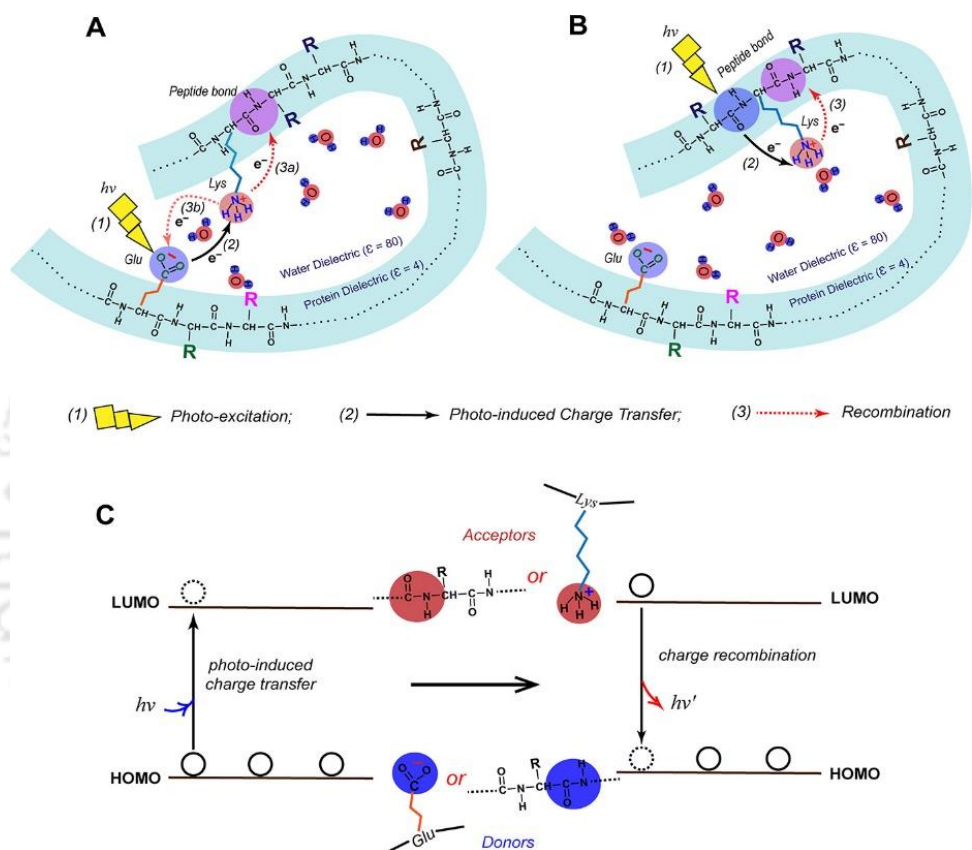 A
B
hν
(1)
Peptide bond
R
R
Lys
e⁻
(3a)
(3b)
e⁻
(2)
e⁻
hν
(1)
Glu
R
R
R
Water Dielectric (ε = 80)
Protein Dielectric (ε = 4)
hν
(1)
Peptide bond
R
R
(3)
e⁻
Lys
e⁻
(2)
Glu
R
R
R
Water Dielectric (ε = 80)
Protein Dielectric (ε = 4)
(1) Photo-excitation; (2) Photo-induced Charge Transfer; (3) Recombination
C
Lys
Acceptors
or
LUMO
LUMO
photo-induced
charge transfer
charge recombination
hν
hν'
HOMO
HOMO
or
Glu
Donors